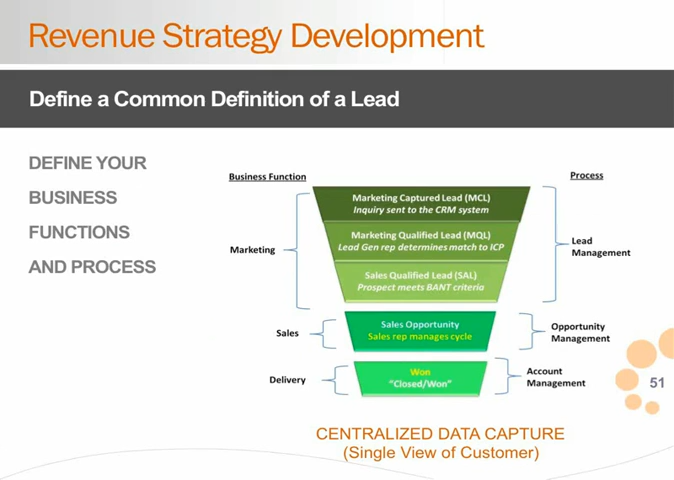 Revenue Strategy Development
Define a Common Definition of a Lead
DEFINE YOUR
BUSINESS
FUNCTIONS
AND PROCESS
Business Function
Process
Marketing Captured Lead (MCL)
Inquiry sent to the CRM system
Marketing Qualified Lead (MQL)
Lead Gen rep determines match to ICP
Marketing
Lead
Management
Sales Qualified Lead (SAL)
Prospect meets BANT criteria
Sales
Sales Opportunity
Sales rep manages cycle
Opportunity
Management
Delivery
Won
"Closed/Won"
Account
Management
51
CENTRALIZED DATA CAPTURE
(Single View of Customer)